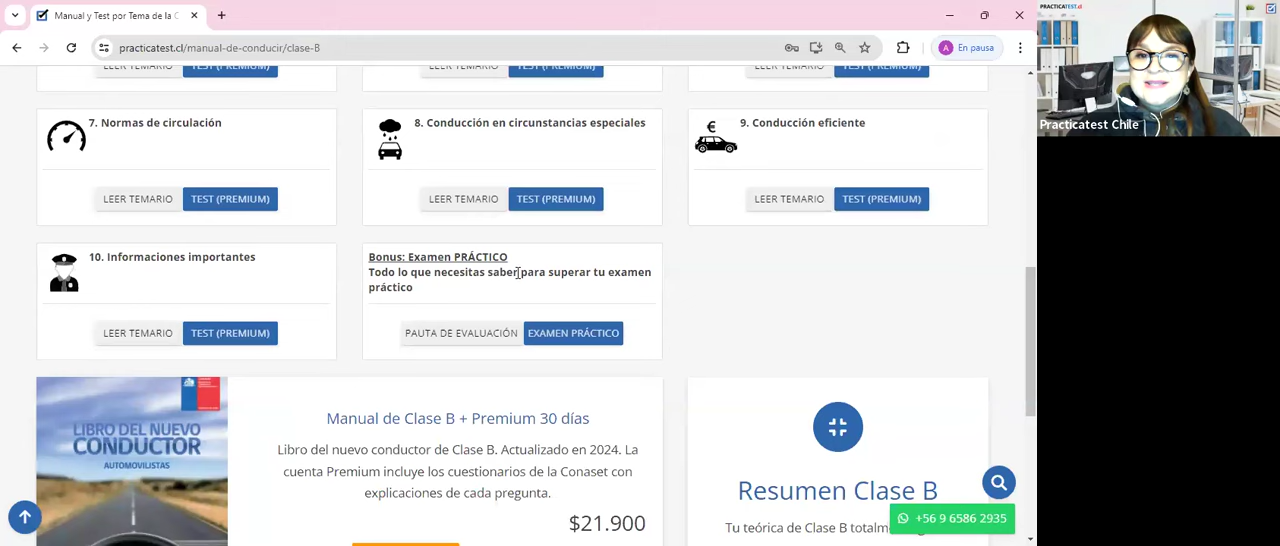 Manual y Test por Tema de la C
practicatest.cl/manual-de-conducir/clase-B
A En pausa
PRACTICATEST.cl
Practicatest Chile
LEER TEMARIO TEST (PREMIUM) LEER TEMARIO TEST (PREMIUM) LEER TEMARIO TEST (PREMIUM)
7. Normas de circulación
8. Conducción en circunstancias especiales
€
9. Conducción eficiente
LEER TEMARIO TEST (PREMIUM)
LEER TEMARIO TEST (PREMIUM)
LEER TEMARIO TEST (PREMIUM)
10. Informaciones importantes
LEER TEMARIO TEST (PREMIUM)
Bonus: Examen PRÁCTICO
Todo lo que necesitas saber para superar tu examen
práctico
PAUTA DE EVALUACIÓN EXAMEN PRÁCTICO
LIBRO DEL NUEVO
CONDUCTOR
AUTOMOVILISTAS
Manual de Clase B + Premium 30 días
Libro del nuevo conductor de Clase B. Actualizado en 2024. La
cuenta Premium incluye los cuestionarios de la Conaset con
explicaciones de cada pregunta.
$21.900
Resumen Clase B
Tu teórica de Clase B
+56 9 6586 2935